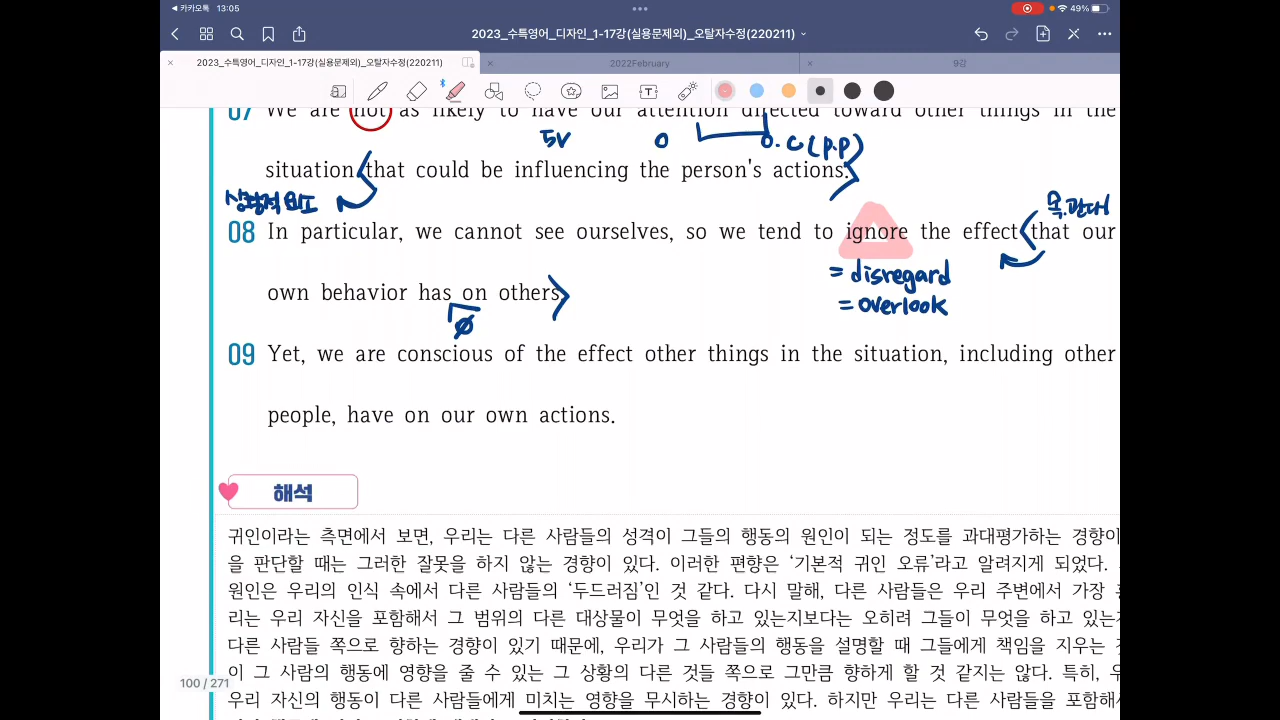 ◀ 카카오톡 13:05
49%
2023_수특영어_디자인_1-17강(실용문제외)_오탈자수정(220211)
2023_수특영어_디자인_1-17강(실용문제외)_오탈자수정(220211)
2022February
9강
07 We are not as likely to have our attention directed toward other things in the
5V O O.C (P.P)
situation that could be influencing the person's actions.
상황적 요소
목.관대
08 In particular, we cannot see ourselves, so we tend to ignore the effect that our
= disregard
own behavior has on others.
= overlook
Ø
09 Yet, we are conscious of the effect other things in the situation, including other
people, have on our own actions.
해석
귀인이라는 측면에서 보면, 우리는 다른 사람들의 성격이 그들의 행동의 원인이 되는 정도를 과대평가하는 경향이
을 판단할 때는 그러한 잘못을 하지 않는 경향이 있다. 이러한 편향은 ‘기본적 귀인 오류’라고 알려지게 되었다.
원인은 우리의 인식 속에서 다른 사람들의 ‘두드러짐’인 것 같다. 다시 말해, 다른 사람들은 우리 주변에서 가장
리는 우리 자신을 포함해서 그 범위의 다른 대상물이 무엇을 하고 있는지보다는 오히려 그들이 무엇을 하고 있는
다른 사람들 쪽으로 향하는 경향이 있기 때문에, 우리가 그 사람들의 행동을 설명할 때 그들에게 책임을 지우는
이 그 사람의 행동에 영향을 줄 수 있는 그 상황의 다른 것들 쪽으로 그만큼 향하게 할 것 같지는 않다. 특히,
100 / 271
우리 자신의 행동이 다른 사람들에게 미치는 영향을 무시하는 경향이 있다. 하지만 우리는 다른 사람들을 포함해